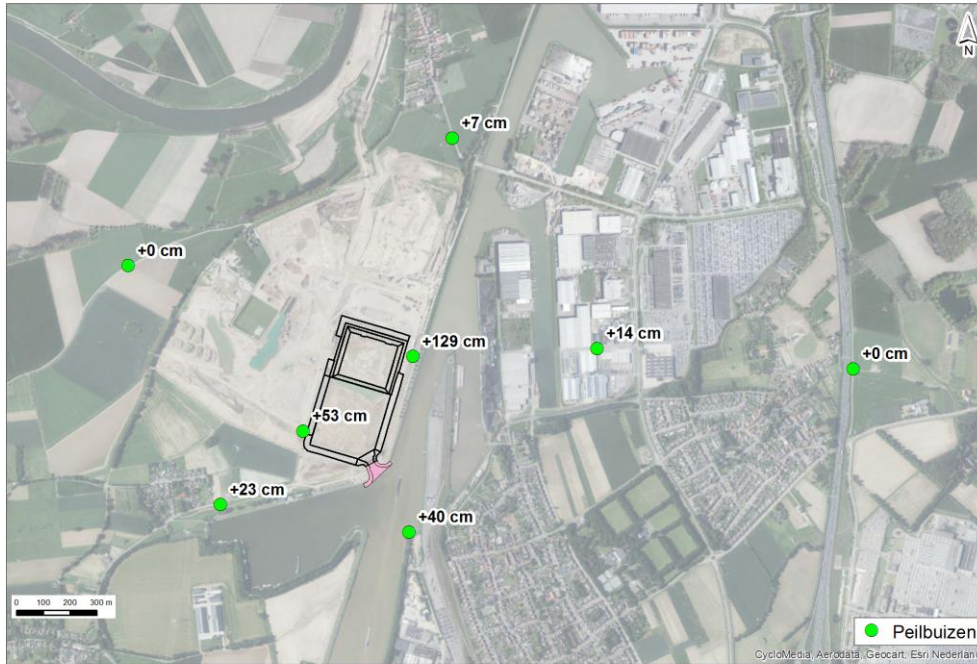 N
+7 cm
+0 cm
+129 cm
+14 cm
+0 cm
+53 cm
+23 cm
+40 cm
0 100 200 300 m
Peilbuizen
CycloMedia, Aerodata, Geocart, Esri Nederlan